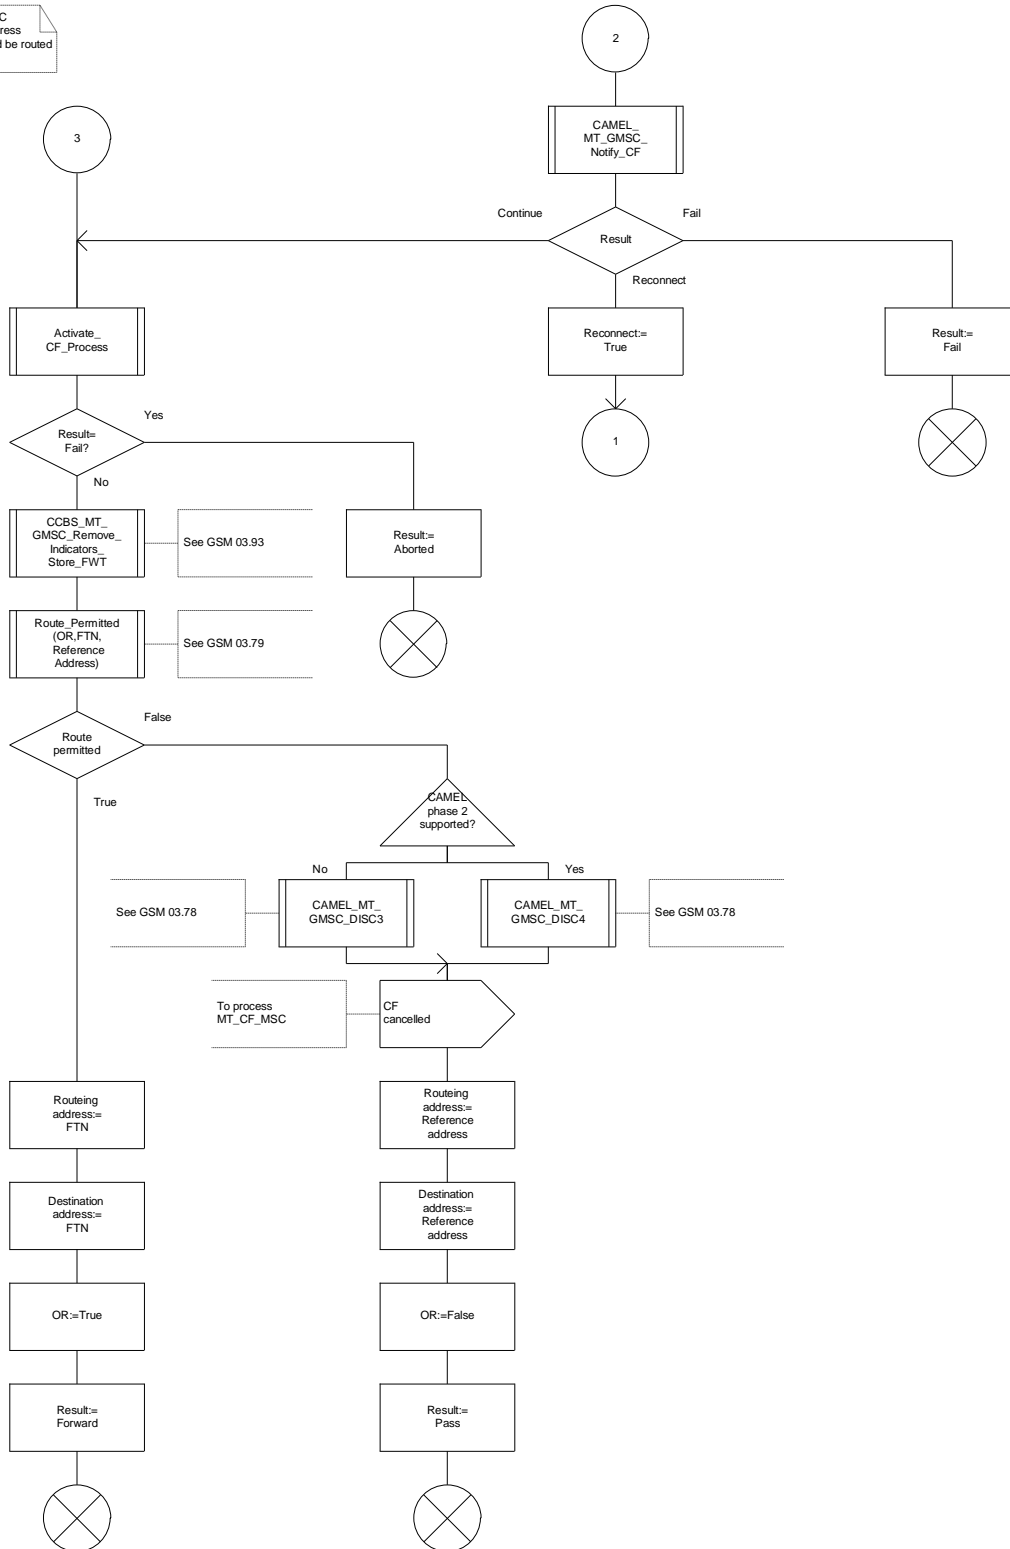 C
ress
d be routed
2
CAMEL_
MT_GMSC_
Notify_CF
3
Continue
Fail
Result
Reconnect
Activate_
CF_Process
Reconnect:=
True
Result:=
Fail
Yes
Result=
Fail?
1
No
CCBS_MT_
GMSC_Remove_
Indicators_
Store_FWT
See GSM 03.93
Result:=
Aborted
Route_Permitted
(OR,FTN,
Reference
Address)
See GSM 03.79
False
Route
permitted
True
CAMEL
phase 2
supported?
No
Yes
See GSM 03.78
CAMEL_MT_
GMSC_DISC3
CAMEL_MT_
GMSC_DISC4
See GSM 03.78
To process
MT_CF_MSC
CF
cancelled
Routeing
address:=
FTN
Routeing
address:=
Reference
address
Destination
address:=
FTN
Destination
address:=
Reference
address
OR:=True
OR:=False
Result:=
Forward
Result:=
Pass